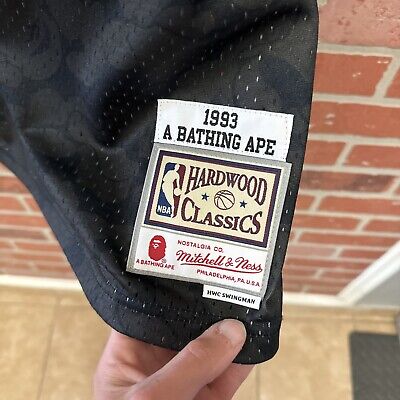 1993
A BATHING APE
NBA
HARDWOOD
CLASSICS
A BATHING APE
NOSTALGIA CO.
Mitchell & Ness
PHILADELPHIA, PA. U.S.A.
HWC SWINGMAN